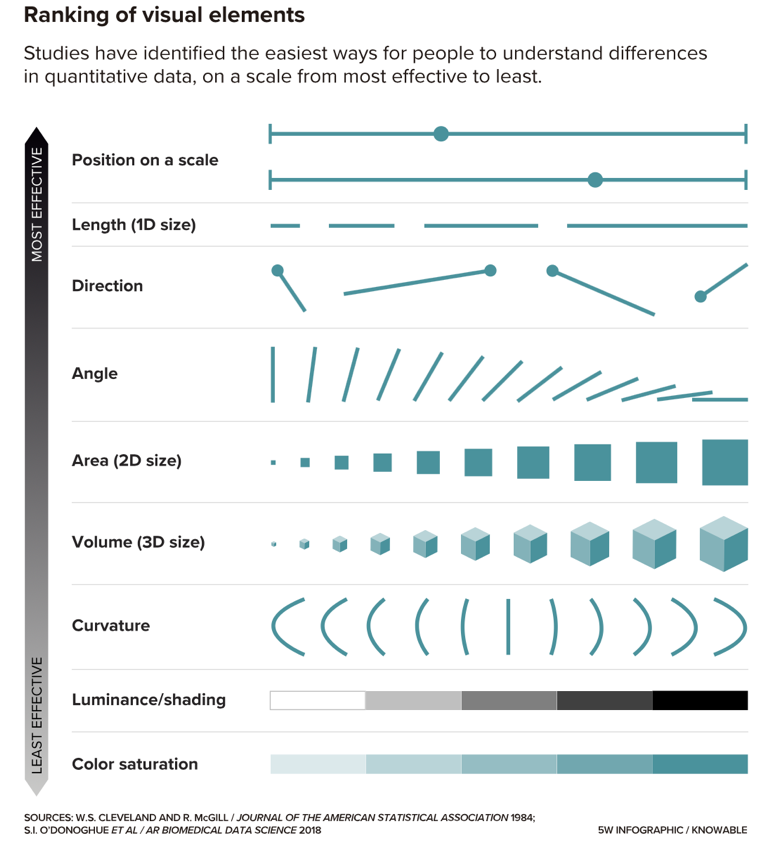 Ranking of visual elements
Studies have identified the easiest ways for people to understand differences
in quantitative data, on a scale from most effective to least.
MOST EFFECTIVE
Position on a scale
Length (1D size)
Direction
Angle
Area (2D size)
Volume (3D size)
Curvature
Luminance/shading
Color saturation
LEAST EFFECTIVE
SOURCES: W.S. CLEVELAND AND R. McGILL / JOURNAL OF THE AMERICAN STATISTICAL ASSOCIATION 1984;
S.I. O'DONOGHUE ET AL / AR BIOMEDICAL DATA SCIENCE 2018
5W INFOGRAPHIC / KNOWABLE